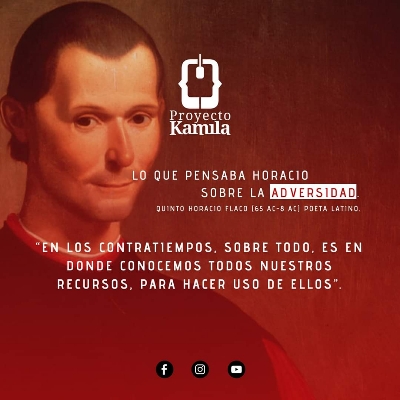 Proyecto
Kamila
LO QUE PENSABA HORACIO
SOBRE LA ADVERSIDAD.
QUINTO HORACIO FLACO (65 AC-8 AC) POETA LATINO.
“EN LOS CONTRATIEMPOS, SOBRE TODO, ES EN
DONDE CONOCEMOS TODOS NUESTROS
RECURSOS, PARA HACER USO DE ELLOS”.